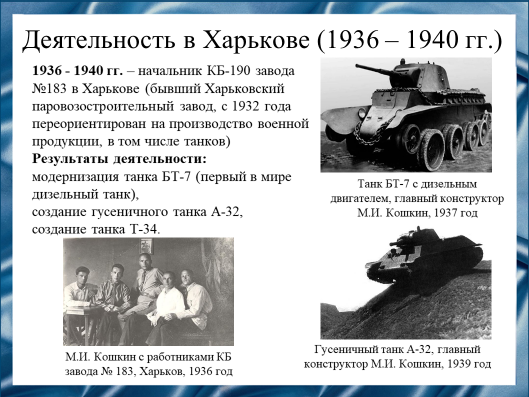 Деятельность в Харькове (1936 – 1940 гг.)
1936 - 1940 гг. – начальник КБ-190 завода
№183 в Харькове (бывший Харьковский
паровозостроительный завод, с 1932 года
переориентирован на производство военной
продукции, в том числе танков)
Результаты деятельности:
модернизация танка БТ-7 (первый в мире
дизельный танк),
создание гусеничного танка А-32,
создание танка Т-34.
Танк БТ-7 с дизельным
двигателем, главный конструктор
М.И. Кошкин, 1937 год
М.И. Кошкин с работниками КБ
завода № 183, Харьков, 1936 год
Гусеничный танк А-32, главный
конструктор М.И. Кошкин, 1939 год